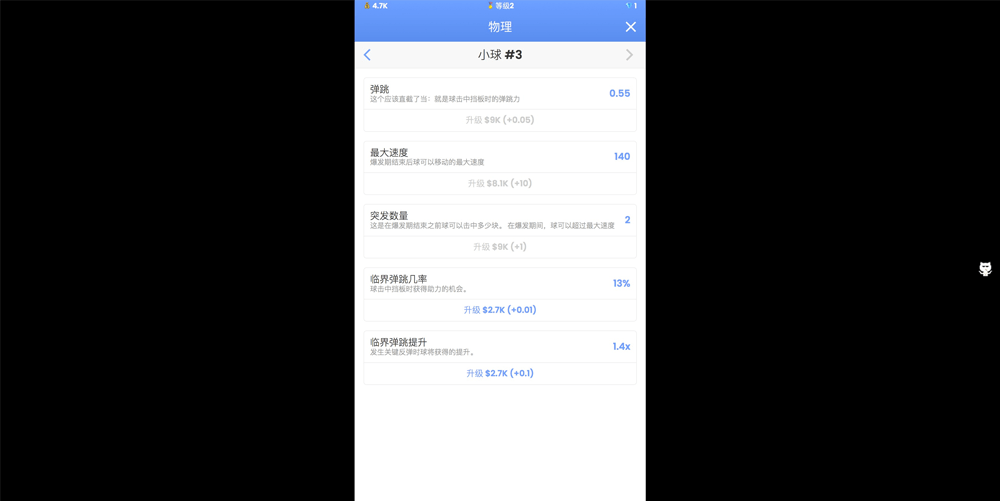 4.7K
等级2
1
物理
小球 #3
弹跳
这个应该直截了当：就是球击中挡板时的弹跳力
0.55
升级 $9K (+0.05)
最大速度
爆发期结束后球可以移动的最大速度
140
升级 $8.1K (+10)
突发数量
这是在爆发期结束之前球可以击中多少块。 在爆发期间，球可以超过最大速度
2
升级 $9K (+1)
临界弹跳几率
球击中挡板时获得助力的机会。
13%
升级 $2.7K (+0.01)
临界弹跳提升
发生关键反弹时球将获得的提升。
1.4x
升级 $2.7K (+0.1)